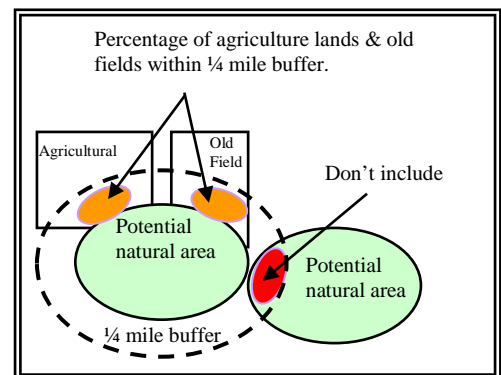 Percentage of agriculture lands & old
fields within ¼ mile buffer.
Agricultural
Old
Field
Don’t include
Potential
natural area
Potential
natural area
¼ mile buffer